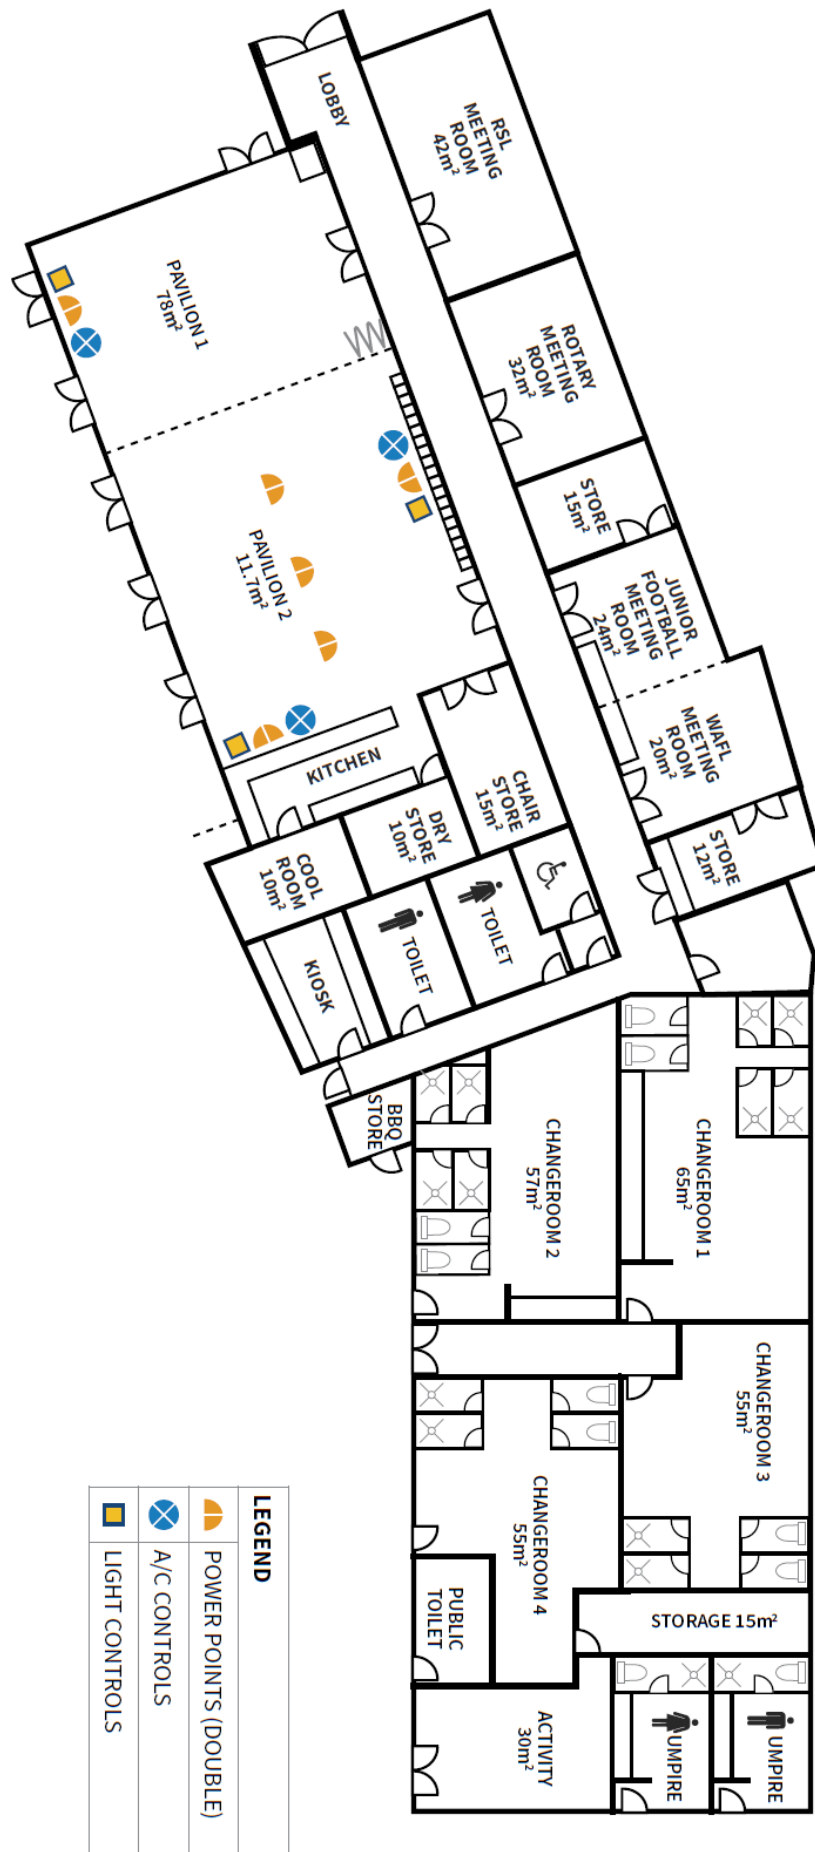 LOBBY
RSL
MEETING
ROOM
42m²
PAVILION 1
78m²
ROTARY
MEETING
ROOM
32m²
STORE
15m²
PAVILION 2
11.7m²
JUNIOR
FOOTBALL
MEETING
ROOM
24m²
WAFL
MEETING
ROOM
20m²
KITCHEN
CHAIR
STORE
15m²
DRY
STORE
10m²
STORE
12m²
COOL
ROOM
10m²
TOILET
TOILET
KIOSK
BBQ
STORE
CHANGEROOM 2
57m²
CHANGEROOM 1
65m²
CHANGEROOM 3
55m²
CHANGEROOM 4
55m²
PUBLIC
TOILET
STORAGE 15m²
ACTIVITY
30m²
UMPIRE
UMPIRE
LEGEND
POWER POINTS (DOUBLE)
A/C CONTROLS
LIGHT CONTROLS